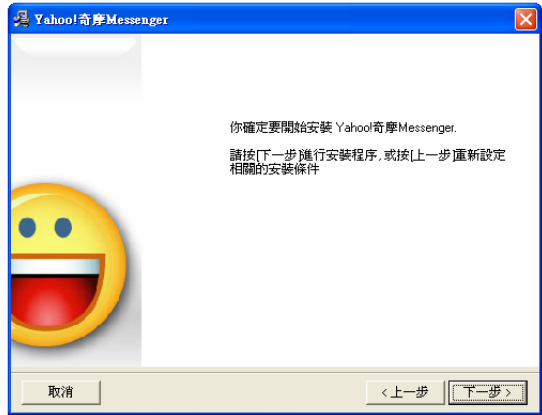 Yahoo!奇摩Messenger
你確定要開始安裝 Yahoo!奇摩Messenger.
請按[下一步]進行安裝程序, 或按[上一步]重新設定
相關的安裝條件
取消
<上一步
下一步>